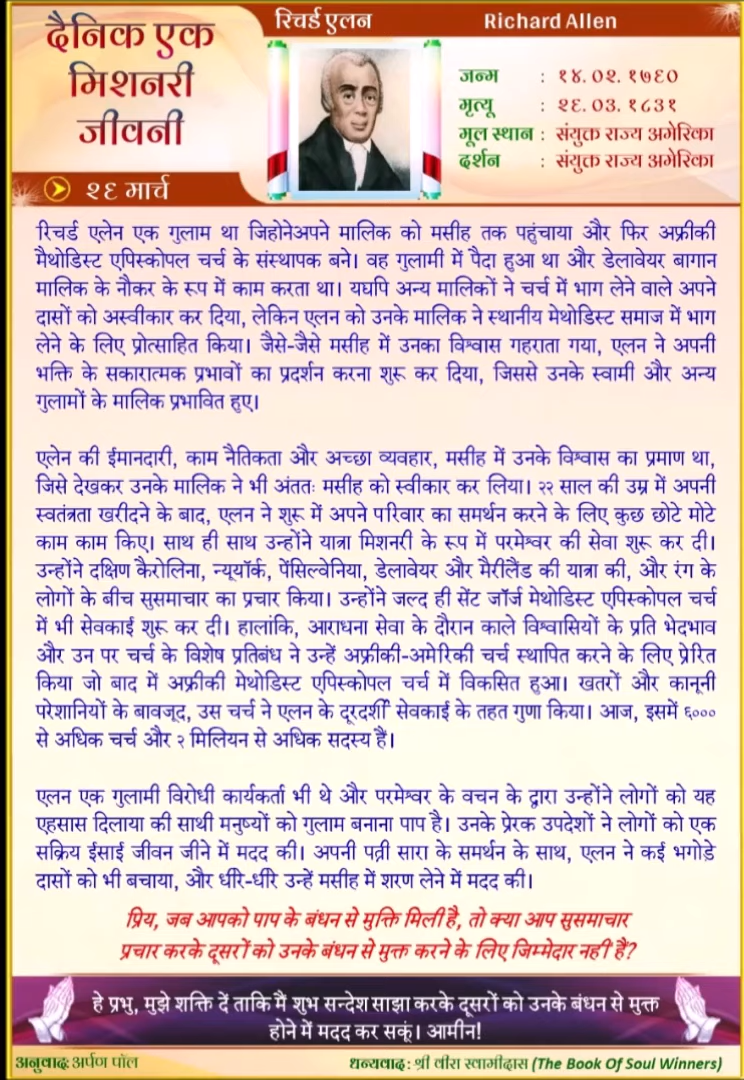 दैनिक एक
मिशनरी
जीवनी
२६ मार्च
रिचर्ड एलन
Richard Allen
जन्म : १४. ०२. १७६०
मृत्यू : २६. ०३. १८३१
मूल स्थान : संयुक्त राज्य अमेरिका
दर्शन : संयुक्त राज्य अमेरिका
रिचर्ड एलेन एक गुलाम था जिहोनेअपने मालिक को मसीह तक पहुंचाया और फिर अफ्रीकी
मैथोडिस्ट एपिस्कोपल चर्च के संस्थापक बने। वह गुलामी में पैदा हुआ था और डेलावेयर बागान
मालिक के नौकर के रूप में काम करता था। यघपि अन्य मालिकों ने चर्च में भाग लेने वाले अपने
दासों को अस्वीकार कर दिया, लेकिन एलन को उनके मालिक ने स्थानीय मेथोडिस्ट समाज में भाग
लेने के लिए प्रोत्साहित किया। जैसे-जैसे मसीह में उनका विश्वास गहराता गया, एलन ने अपनी
भक्ति के सकारात्मक प्रभावों का प्रदर्शन करना शुरू कर दिया, जिससे उनके स्वामी और अन्य
गुलामों के मालिक प्रभावित हुए।
एलेन की ईमानदारी, काम नैतिकता और अच्छा व्यवहार, मसीह में उनके विश्वास का प्रमाण था,
जिसे देखकर उनके मालिक ने भी अंततः मसीह को स्वीकार कर लिया। २२ साल की उम्र में अपनी
स्वतंत्रता खरीदने के बाद, एलन ने शुरू में अपने परिवार का समर्थन करने के लिए कुछ छोटे मोटे
काम काम किए। साथ ही साथ उन्होंने यात्रा मिशनरी के रूप में परमेश्वर की सेवा शुरू कर दी।
उन्होंने दक्षिण कैरोलिना, न्यूयॉर्क, पेंसिल्वेनिया, डेलावेयर और मैरीलैंड की यात्रा की, और रंग के
लोगों के बीच सुसमाचार का प्रचार किया। उन्होंने जल्द ही सेंट जॉर्ज मेथोडिस्ट एपिस्कोपल चर्च
में भी सेवकाई शुरू कर दी। हालांकि, आराधना सेवा के दौरान काले विश्वासियों के प्रति भेदभाव
और उन पर चर्च के विशेष प्रतिबंध ने उन्हें अफ्रीकी-अमेरिकी चर्च स्थापित करने के लिए प्रेरित
किया जो बाद में अफ्रीकी मेथोडिस्ट एपिस्कोपल चर्च में विकसित हुआ। खतरों और कानूनी
परेशानियों के बावजूद, उस चर्च ने एलन के दूरदर्शी सेवकाई के तहत गुणा किया। आज, इसमें ६०००
से अधिक चर्च और २ मिलियन से अधिक सदस्य हैं।
एलन एक गुलामी विरोधी कार्यकर्ता भी थे और परमेश्वर के वचन के द्वारा उन्होंने लोगों को यह
एहसास दिलाया की साथी मनुष्यों को गुलाम बनाना पाप है। उनके प्रेरक उपदेशों ने लोगों को एक
सक्रिय ईसाई जीवन जीने में मदद की। अपनी पत्नी सारा के समर्थन के साथ, एलन ने कई भगोड़े
दासों को भी बचाया, और धीरे-धीरे उन्हें मसीह में शरण लेने में मदद की।
प्रिय, जब आपको पाप के बंधन से मुक्ति मिली है, तो क्या आप सुसमाचार
प्रचार करके दूसरों को उनके बंधन से मुक्त करने के लिए जिम्मेदार नहीं हैं?
हे प्रभु, मुझे शक्ति दें ताकि मैं शुभ सन्देश साझा करके दूसरों को उनके बंधन से मुक्त
होने में मदद कर सकूं। आमीन!
अनुवाद: अर्पण पॉल
धन्यवाद : श्री वीरा स्वामीदास (The Book Of Soul Winners)